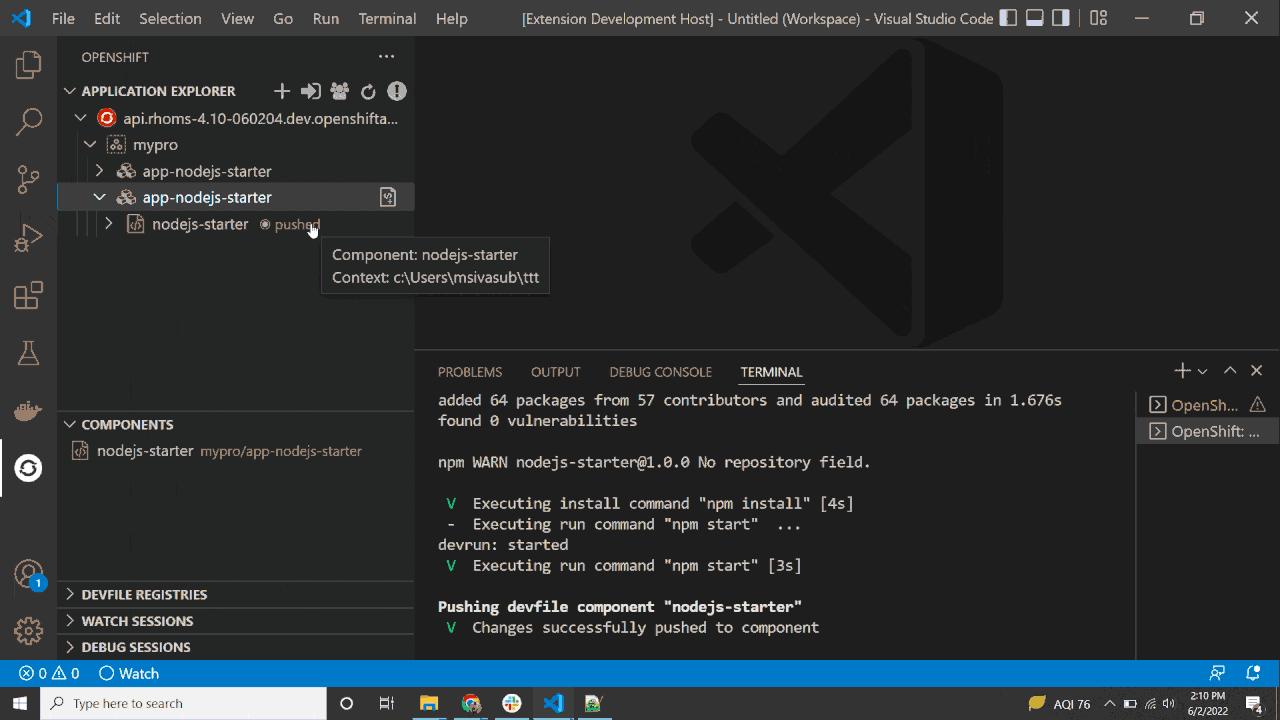 File Edit Selection View Go Run Terminal Help [Extension Development Host] - Untitled (Workspace) - Visual Studio Code
OPENSHIFT
APPLICATION EXPLORER
api.rhoms-4.10-060204.dev.openshifta...
mypro
app-nodejs-starter
app-nodejs-starter
nodejs-starter pushed
Component: nodejs-starter
Context: c:\Users\msivasub\ttt
COMPONENTS
nodejs-starter mypro/app-nodejs-starter
DEVFILE REGISTRIES
WATCH SESSIONS
DEBUG SESSIONS
PROBLEMS OUTPUT DEBUG CONSOLE TERMINAL
added 64 packages from 57 contributors and audited 64 packages in 1.676s
found 0 vulnerabilities
npm WARN nodejs-starter@1.0.0 No repository field.
V Executing install command "npm install" [4s]
- Executing run command "npm start" ...
devrun: started
V Executing run command "npm start" [3s]
Pushing devfile component "nodejs-starter"
V Changes successfully pushed to component
OpenSh...
OpenShift: ...
1
0 0 Watch
Type here to search
AQI 76
2:10 PM
6/2/2022
4